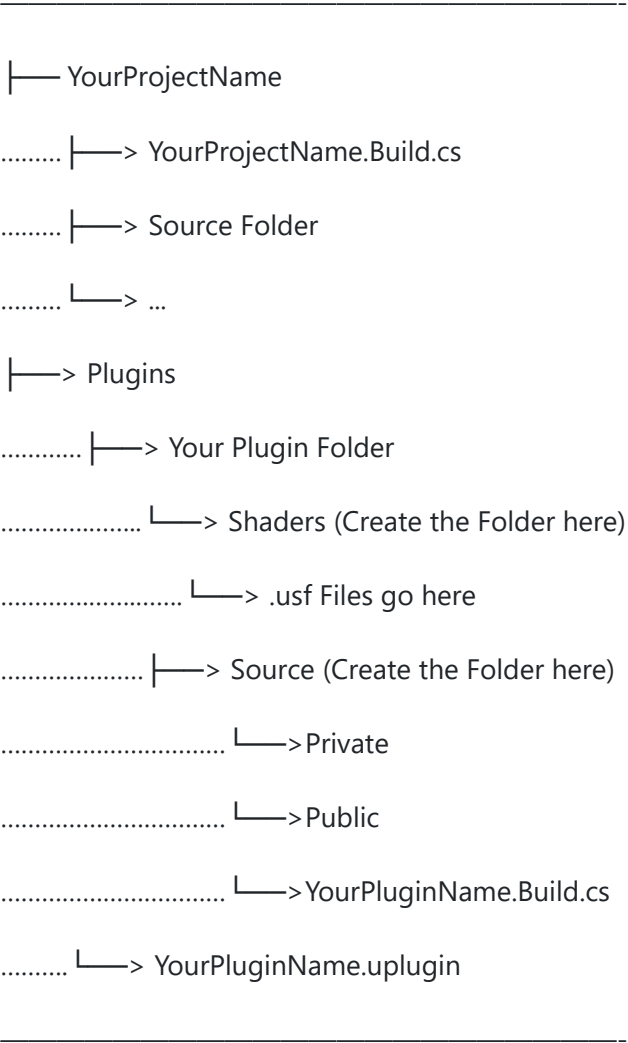 ———————————————————————-
├── YourProjectName
……… ├──> YourProjectName.Build.cs
……… ├──> Source Folder
……… └──> ...
├──> Plugins
………… ├──> Your Plugin Folder
………………….. └──> Shaders (Create the Folder here)
………………….…….. └──> .usf Files go here
…………………. ├──> Source (Create the Folder here)
……………………………. └──>Private
……………………………. └──>Public
……………………………. └──>YourPluginName.Build.cs
………. └──> YourPluginName.uplugin
———————————————————————-